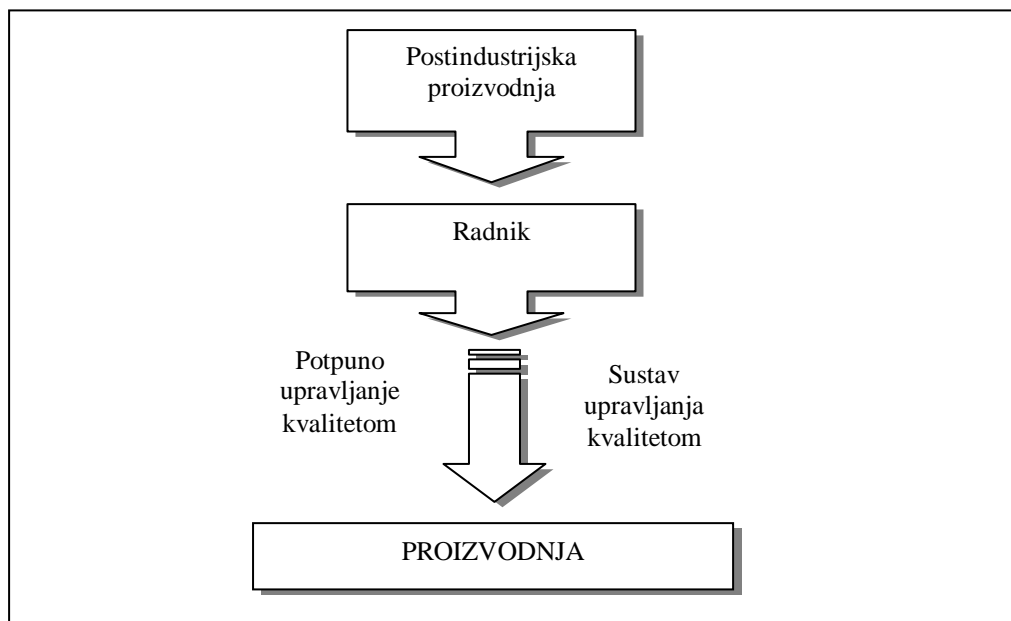 Postindustrijska
proizvodnja
Radnik
Potpuno
upravljanje
kvalitetom
Sustav
upravljanja
kvalitetom
PROIZVODNJA